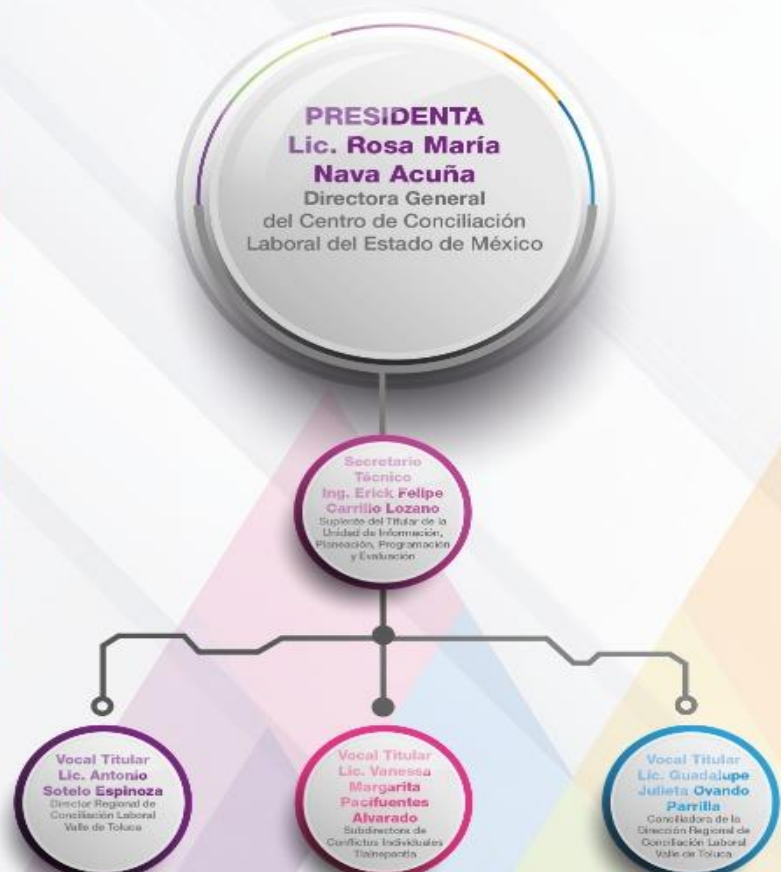 PRESIDENTA
Lic. Rosa María
Nava Acuña
Directora General
del Centro de Conciliación
Laboral del Estado de México
Secretario
Técnico
Ing. Erick Felipe
Carrillo Lozano
Suplente del Titular de la
Unidad de Información,
Planeación, Programación
y Evaluación
Vocal Titular
Lic. Antonio
Sotelo Espinoza
Director Regional de
Conciliación Laboral
Valle de Toluca
Vocal Titular
Lic. Vanessa
Margarita
Pacifuentes
Alvarado
Subdirectora de
Conflictos Individuales
Tlalnepantla
Vocal Titular
Lic. Guadalupe
Julieta Ovando
Parrilla
Conciliadora de la
Dirección Regional de
Conciliación Laboral
Valle de Toluca